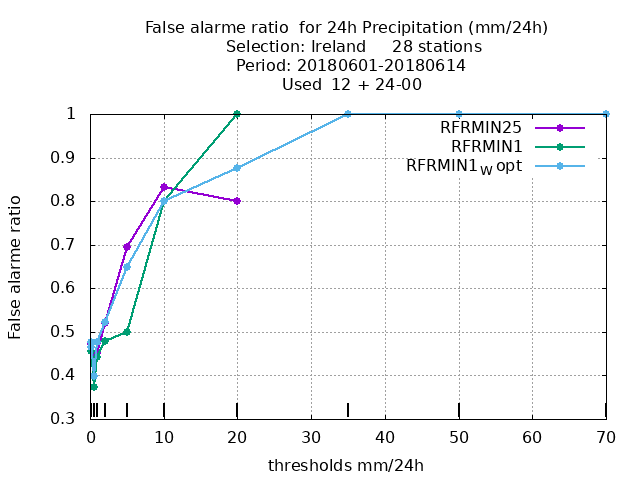 False alarme ratio  for 24h Precipitation (mm/24h)
Selection: Ireland     28 stations
Period: 20180601-20180614
Used  12 + 24-00
RFRMIN25
RFRMIN1
RFRMIN1W opt
False alarme ratio
1
0.9
0.8
0.7
0.6
0.5
0.4
0.3
0 10 20 30 40 50 60 70
thresholds mm/24h